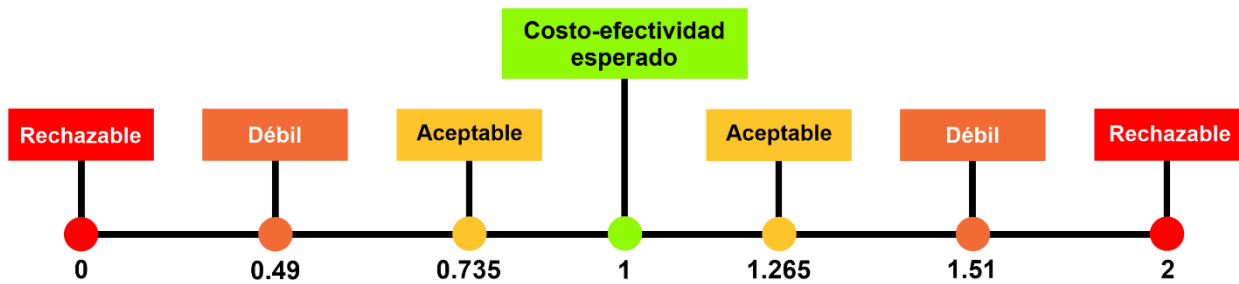 Costo-efectividad
esperado
Rechazable
Débil
Aceptable
Aceptable
Débil
Rechazable
0
0.49
0.735
1
1.265
1.51
2